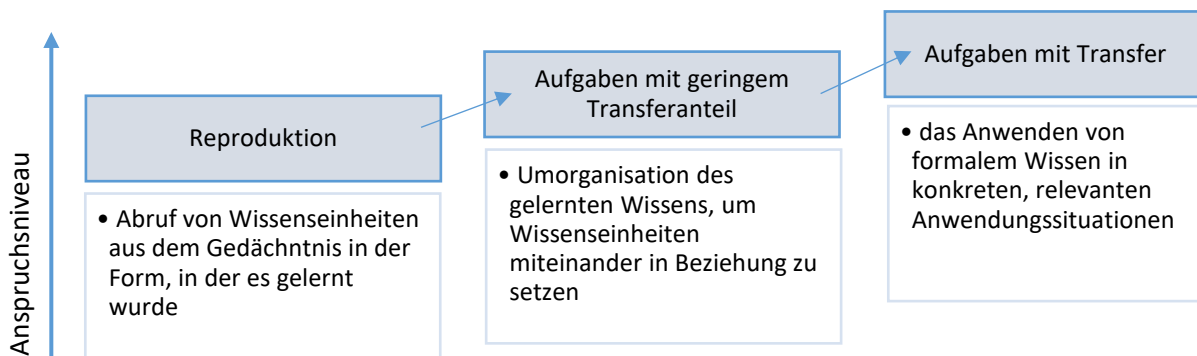 Anspruchsniveau
Reproduktion
• Abruf von Wissenseinheiten
aus dem Gedächntnis in der
Form, in der es gelernt
wurde
Aufgaben mit geringem
Transferanteil
• Umorganisation des
gelernten Wissens, um
Wissenseinheiten
miteinander in Beziehung zu
setzen
Aufgaben mit Transfer
• das Anwenden von
formalem Wissen in
konkreten, relevanten
Anwendungssituationen